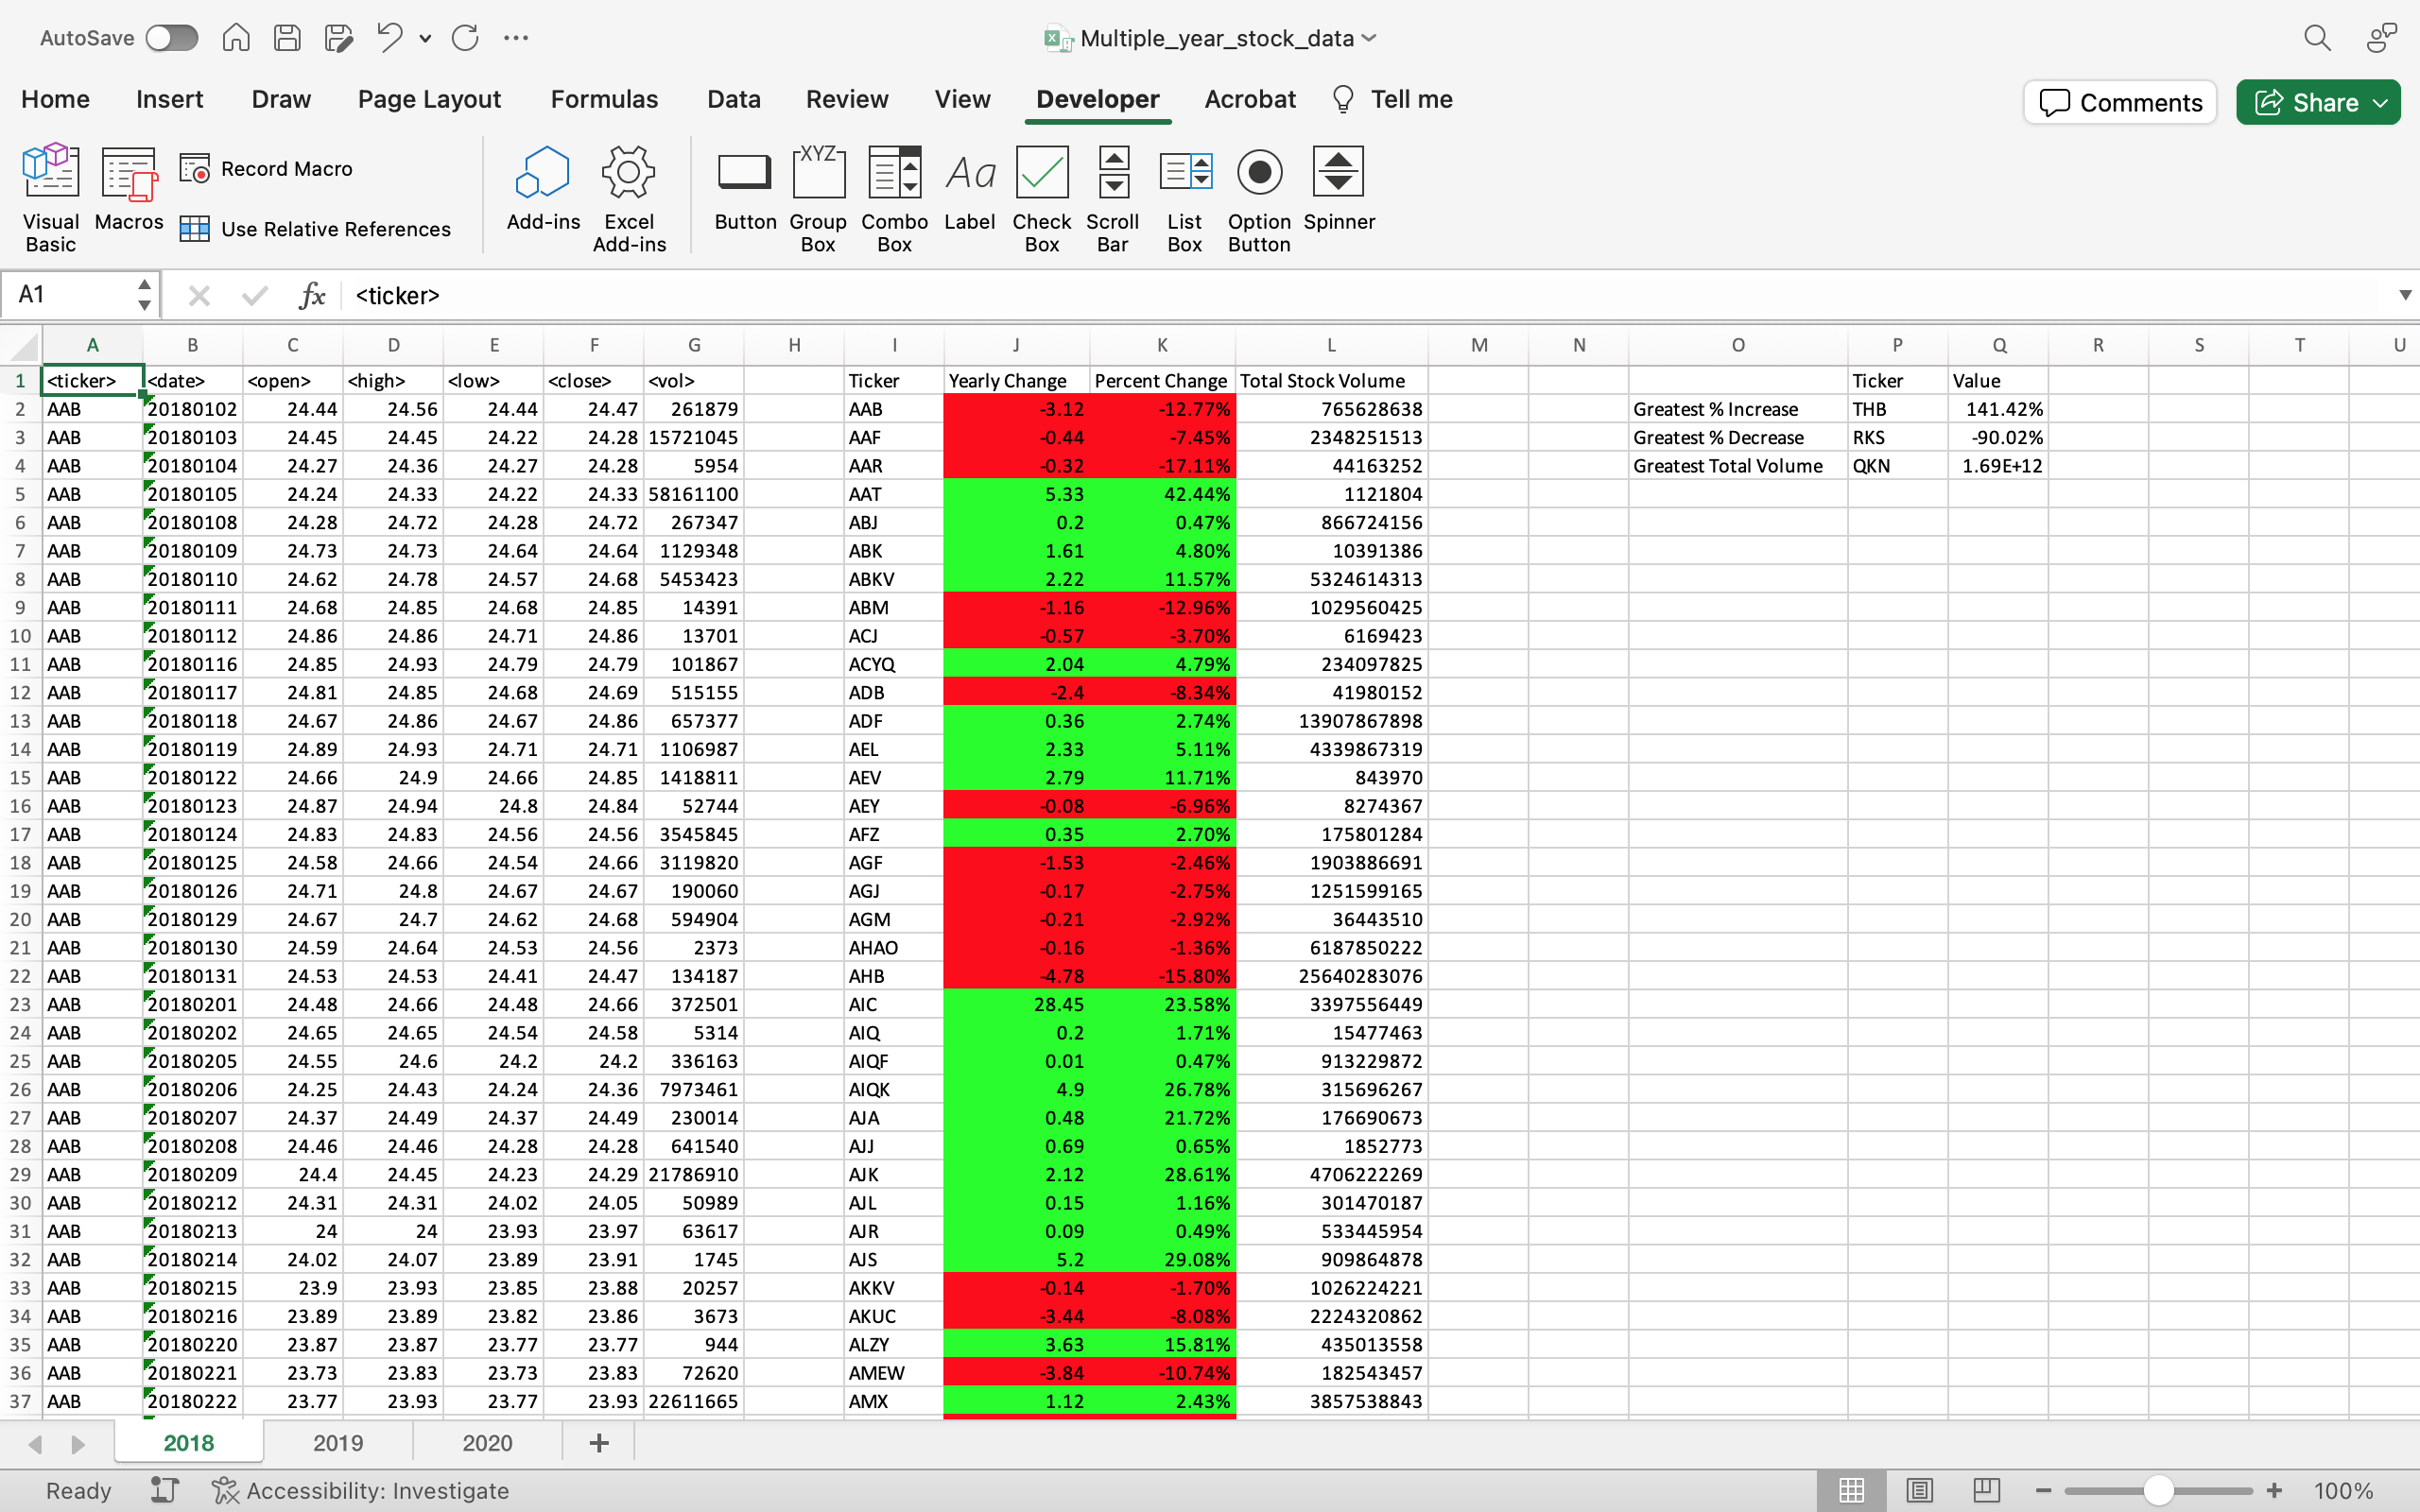 AutoSave
Multiple_year_stock_data
Home Insert Draw Page Layout Formulas Data Review View Developer Acrobat Tell me Comments Share
Visual Basic Macros Record Macro Use Relative References Add-ins Excel Add-ins XYZ Button Group Box Combo Box Aa Label Check Box Scroll Bar List Box Option Button Spinner
A1 fx <ticker>
A B C D E F G H I J K L M N O P Q R S T U
1 <ticker> <date> <open> <high> <low> <close> <vol> Ticker Yearly Change Percent Change Total Stock Volume Ticker Value
2 AAB 20180102 24.44 24.56 24.44 24.47 261879 AAB -3.12 -12.77% 765628638 Greatest % Increase THB 141.42%
3 AAB 20180103 24.45 24.45 24.22 24.28 15721045 AAF -0.44 -7.45% 2348251513 Greatest % Decrease RKS -90.02%
4 AAB 20180104 24.27 24.36 24.27 24.28 5954 AAR -0.32 -17.11% 44163252 Greatest Total Volume QKN 1.69E+12
5 AAB 20180105 24.24 24.33 24.22 24.33 58161100 AAT 5.33 42.44% 1121804
6 AAB 20180108 24.28 24.72 24.28 24.72 267347 ABJ 0.2 0.47% 866724156
7 AAB 20180109 24.73 24.73 24.64 24.64 1129348 ABK 1.61 4.80% 10391386
8 AAB 20180110 24.62 24.78 24.57 24.68 5453423 ABKV 2.22 11.57% 5324614313
9 AAB 20180111 24.68 24.85 24.68 24.85 14391 ABM -1.16 -12.96% 1029560425
10 AAB 20180112 24.86 24.86 24.71 24.86 13701 ACJ -0.57 -3.70% 6169423
11 AAB 20180116 24.85 24.93 24.79 24.79 101867 ACYQ 2.04 4.79% 234097825
12 AAB 20180117 24.81 24.85 24.68 24.69 515155 ADB -2.4 -8.34% 41980152
13 AAB 20180118 24.67 24.86 24.67 24.86 657377 ADF 0.36 2.74% 13907867898
14 AAB 20180119 24.89 24.93 24.71 24.71 1106987 AEL 2.33 5.11% 4339867319
15 AAB 20180122 24.66 24.9 24.66 24.85 1418811 AEV 2.79 11.71% 843970
16 AAB 20180123 24.87 24.94 24.8 24.84 52744 AEY -0.08 -6.96% 8274367
17 AAB 20180124 24.83 24.83 24.56 24.56 3545845 AFZ 0.35 2.70% 175801284
18 AAB 20180125 24.58 24.66 24.54 24.66 3119820 AGF -1.53 -2.46% 1903886691
19 AAB 20180126 24.71 24.8 24.67 24.67 190060 AGJ -0.17 -2.75% 1251599165
20 AAB 20180129 24.67 24.7 24.62 24.68 594904 AGM -0.21 -2.92% 36443510
21 AAB 20180130 24.59 24.64 24.53 24.56 2373 AHAO -0.16 -1.36% 6187850222
22 AAB 20180131 24.53 24.53 24.41 24.47 134187 AHB -4.78 -15.80% 25640283076
23 AAB 20180201 24.48 24.66 24.48 24.66 372501 AIC 28.45 23.58% 3397556449
24 AAB 20180202 24.65 24.65 24.54 24.58 5314 AIQ 0.2 1.71% 15477463
25 AAB 20180205 24.55 24.6 24.2 24.2 336163 AIQF 0.01 0.47% 913229872
26 AAB 20180206 24.25 24.43 24.24 24.36 7973461 AIQK 4.9 26.78% 315696267
27 AAB 20180207 24.37 24.49 24.37 24.49 230014 AJA 0.48 21.72% 176690673
28 AAB 20180208 24.46 24.46 24.28 24.28 641540 AJJ 0.69 0.65% 1852773
29 AAB 20180209 24.4 24.45 24.23 24.29 21786910 AJK 2.12 28.61% 4706222269
30 AAB 20180212 24.31 24.31 24.02 24.05 50989 AJL 0.15 1.16% 301470187
31 AAB 20180213 24 24 23.93 23.97 63617 AJR 0.09 0.49% 533445954
32 AAB 20180214 24.02 24.07 23.89 23.91 1745 AJS 5.2 29.08% 909864878
33 AAB 20180215 23.9 23.93 23.85 23.88 20257 AKKV -0.14 -1.70% 1026224221
34 AAB 20180216 23.89 23.89 23.82 23.86 3673 AKUC -3.44 -8.08% 2224320862
35 AAB 20180220 23.87 23.87 23.77 23.77 944 ALZY 3.63 15.81% 435013558
36 AAB 20180221 23.73 23.83 23.73 23.83 72620 AMEW -3.84 -10.74% 182543457
37 AAB 20180222 23.77 23.93 23.77 23.93 22611665 AMX 1.12 2.43% 3857538843
2018 2019 2020 +
Ready Accessibility: Investigate 100%